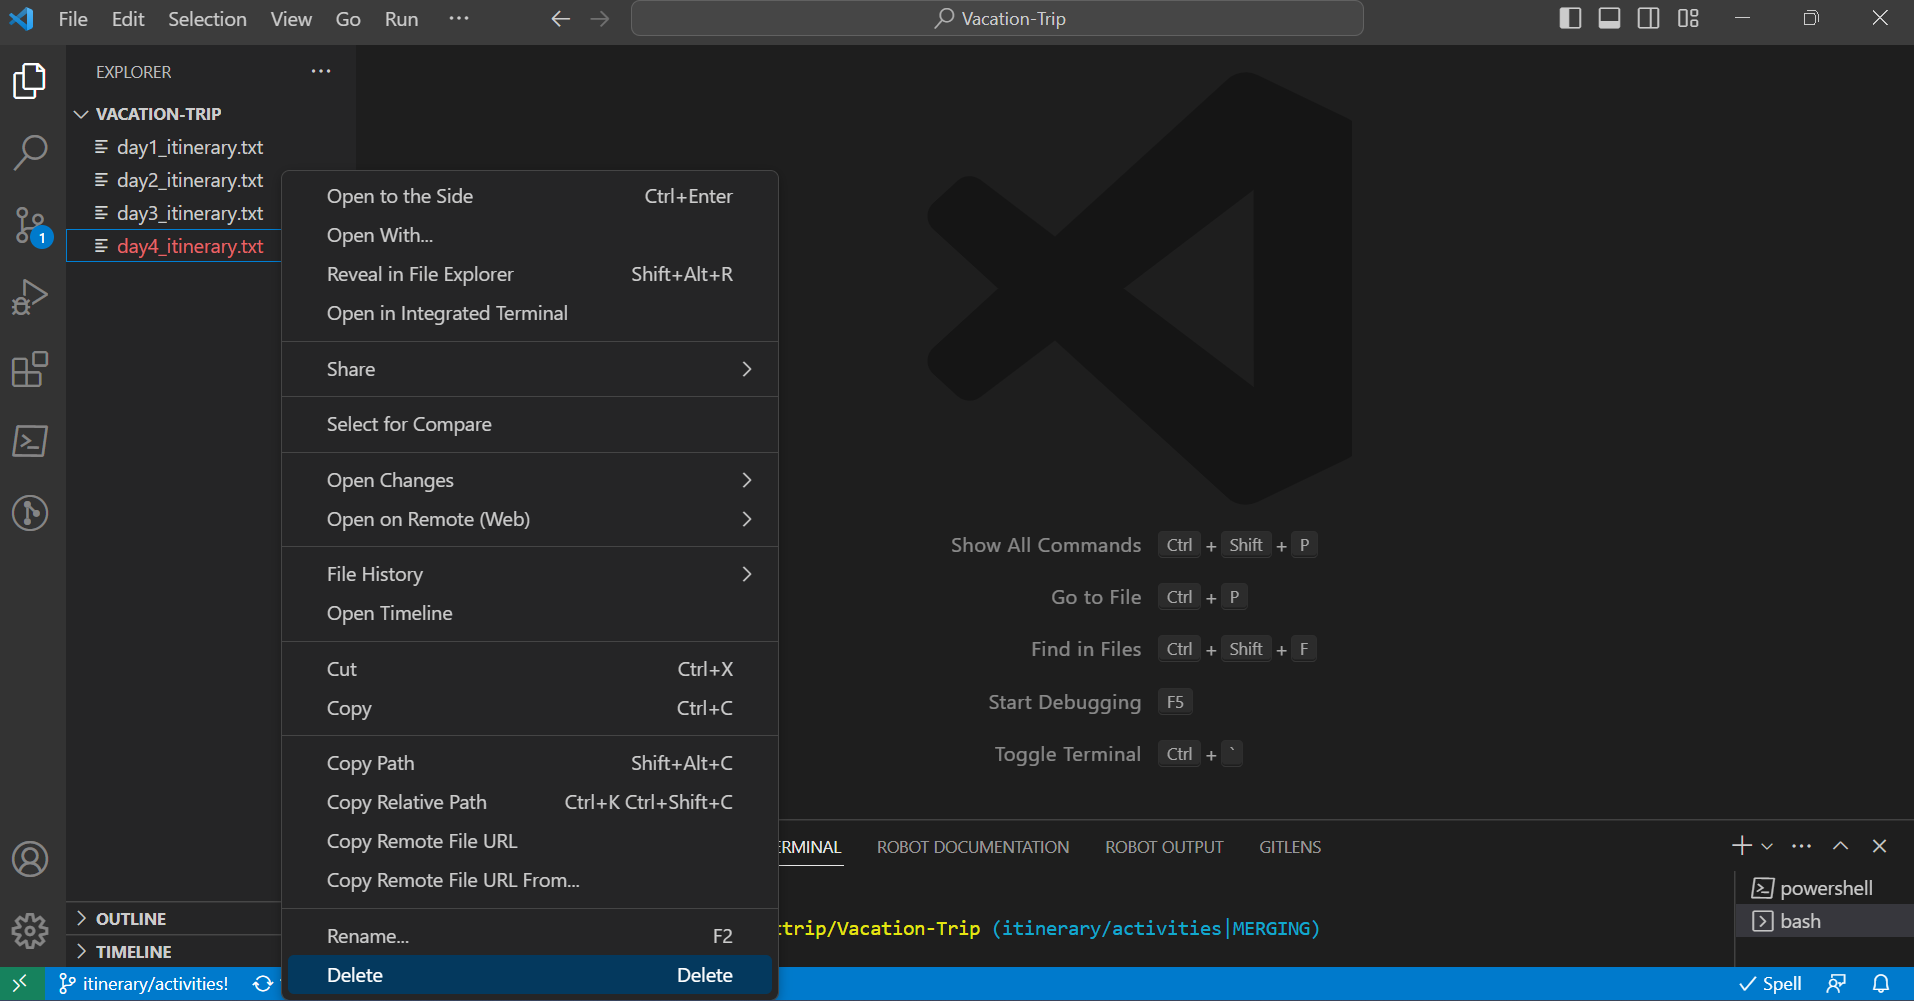 File Edit Selection View Go Run ···
Vacation-Trip
EXPLORER ···
VACATION-TRIP
day1_itinerary.txt
day2_itinerary.txt
day3_itinerary.txt
day4_itinerary.txt
1
Open to the Side Ctrl+Enter
Open With...
Reveal in File Explorer Shift+Alt+R
Open in Integrated Terminal
Share
Select for Compare
Open Changes
Open on Remote (Web)
File History
Open Timeline
Cut Ctrl+X
Copy Ctrl+C
Copy Path Shift+Alt+C
Copy Relative Path Ctrl+K Ctrl+Shift+C
Copy Remote File URL
Copy Remote File URL From...
Rename... F2
Delete Delete
Show All Commands Ctrl + Shift + P
Go to File Ctrl + P
Find in Files Ctrl + Shift + F
Start Debugging F5
Toggle Terminal Ctrl + `
ERMINAL ROBOT DOCUMENTATION ROBOT OUTPUT GITLENS
trip/Vacation-Trip (itinerary/activities|MERGING)
powershell
bash
OUTLINE
TIMELINE
itinerary/activities!
Spell